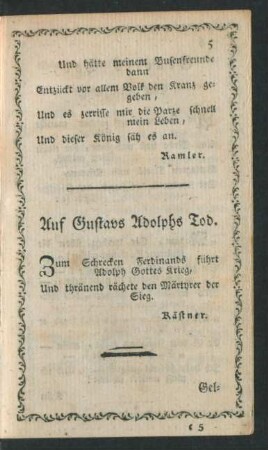 5
Und hätte meinem Busenfreunde
dann
Entzückt vor allem Volk den Kranz ge-
geben,
Und es zerrisse mir die Parze schnell
mein Leben,
Und dieser König säh es an.
Ramler.
Auf Gustavs Adolphs Tod.
Zum Schrecken Ferdinands führt
Adolph Gottes Krieg,
Und thränend rächete den Märtyrer der
Sieg.
Kästner.
Gel-
c 5